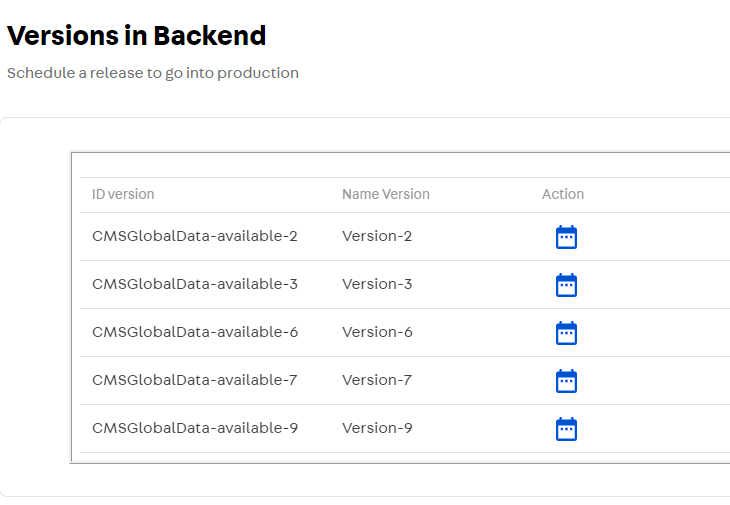 Versions in Backend
Schedule a release to go into production
ID version Name Version Action
CMSGlobalData-available-2 Version-2
CMSGlobalData-available-3 Version-3
CMSGlobalData-available-6 Version-6
CMSGlobalData-available-7 Version-7
CMSGlobalData-available-9 Version-9